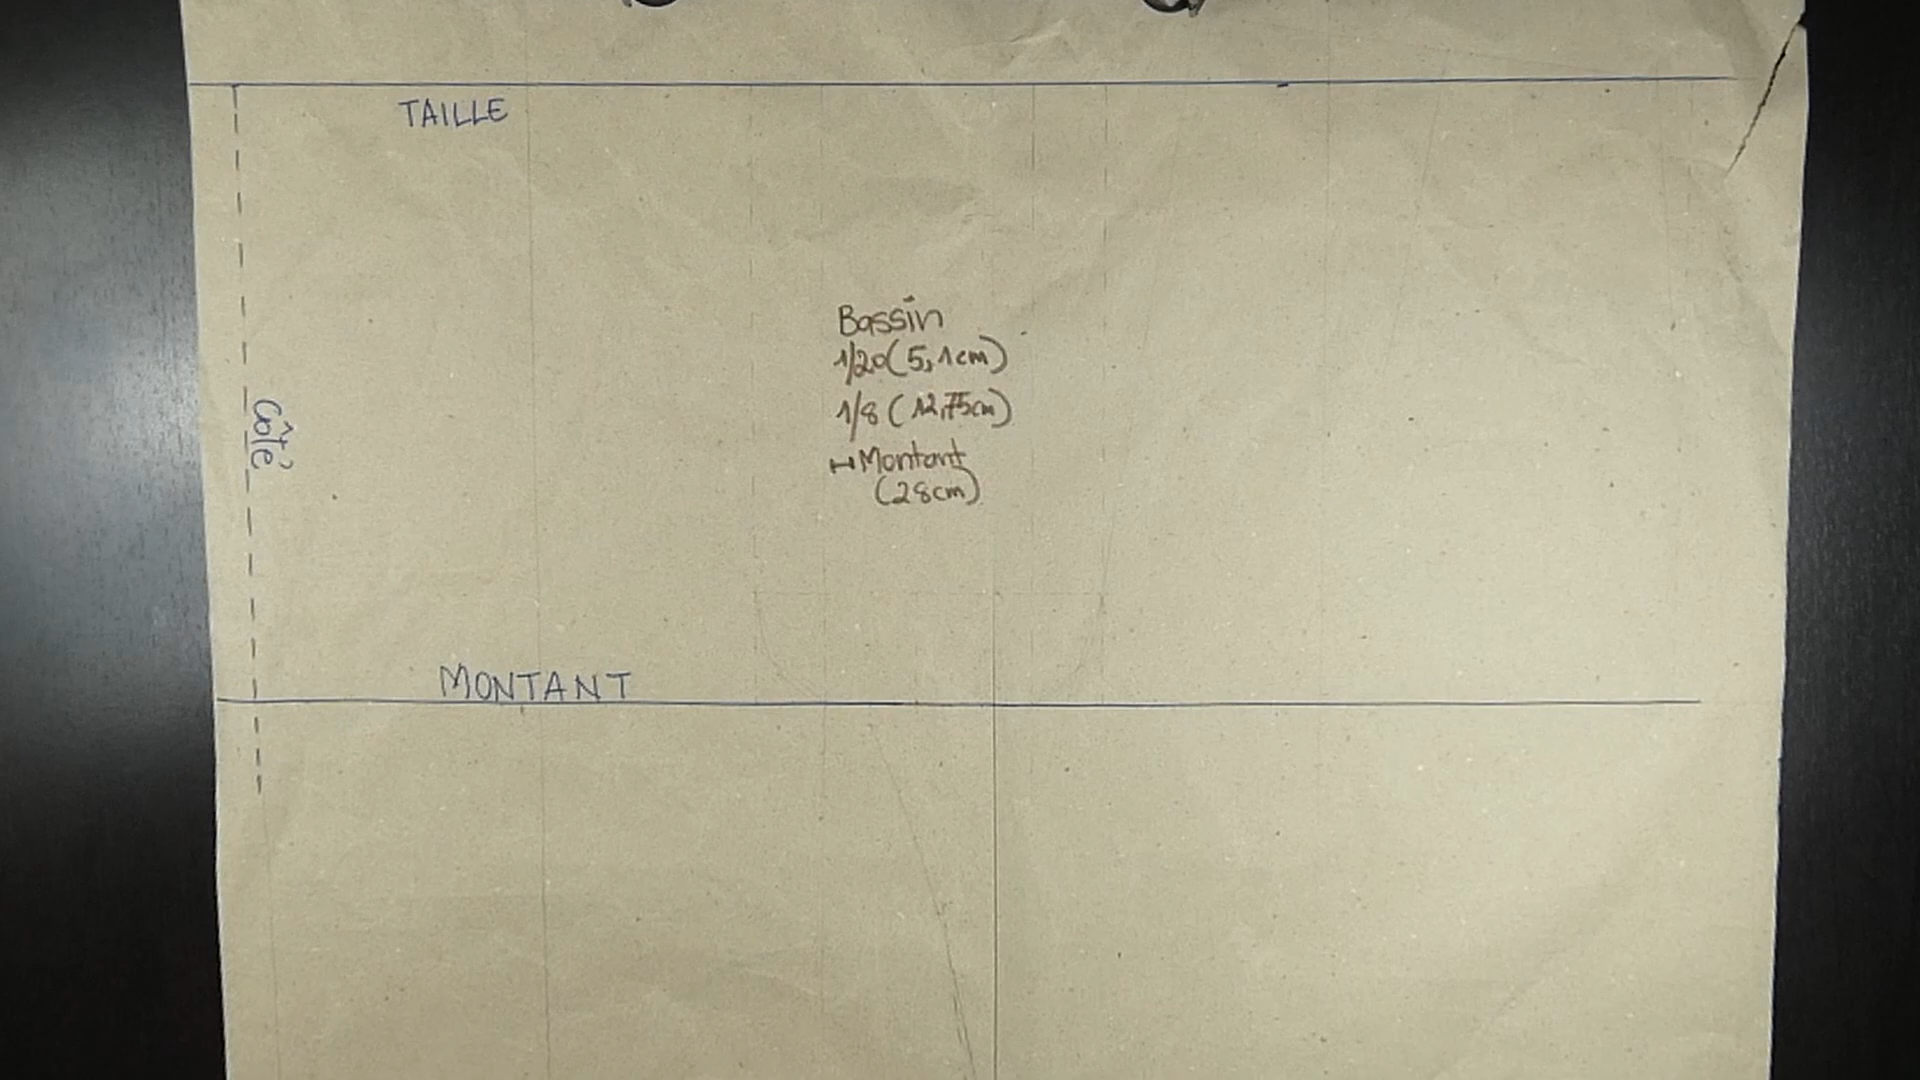 TAILLE
Bassin
1/20 (5,1cm)
1/8 (12,75cm)
Montant
(28cm)
Côté
MONTANT